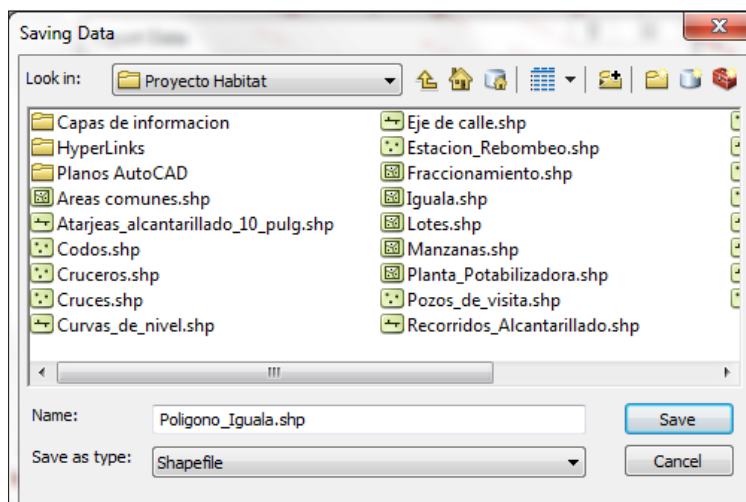 Saving Data
Look in: Proyecto Habitat
Capas de informacion
HyperLinks
Planos AutoCAD
Areas comunes.shp
Atarjeas_alcantarillado_10_pulg.shp
Codos.shp
Cruceros.shp
Cruces.shp
Curvas_de_nivel.shp
Eje de calle.shp
Estacion_Rebombeo.shp
Fraccionamiento.shp
Iguala.shp
Lotes.shp
Manzanas.shp
Planta_Potabilizadora.shp
Pozos_de_visita.shp
Recorridos_Alcantarillado.shp
Name: Poligono_Iguala.shp
Save
Save as type: Shapefile
Cancel